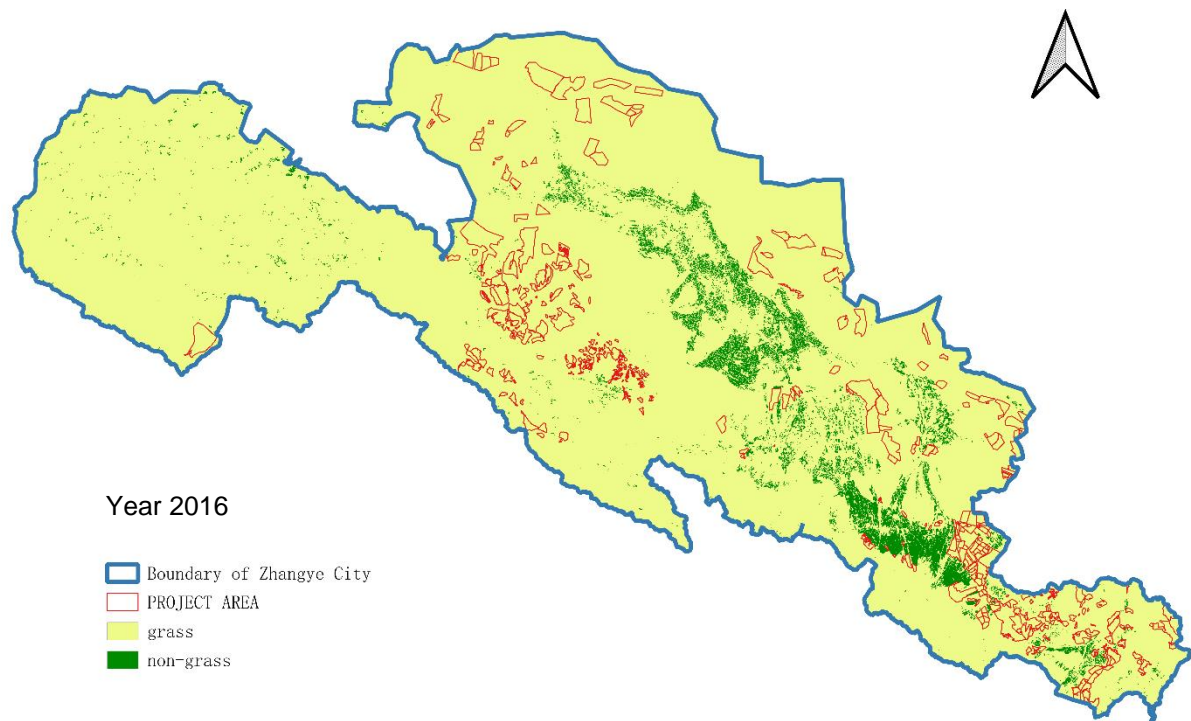 Year 2016
Boundary of Zhangye City
PROJECT AREA
grass
non-grass